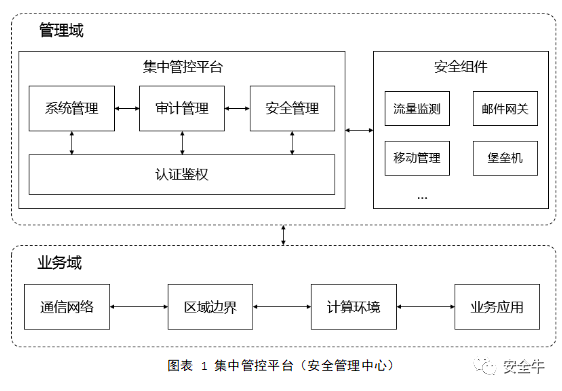 管理域
集中管控平台
安全组件
系统管理
审计管理
安全管理
流量监测
邮件网关
认证鉴权
移动管理
堡垒机
...
业务域
通信网络
区域边界
计算环境
业务应用
图表 1 集中管控平台（安全管理中心）
安全牛